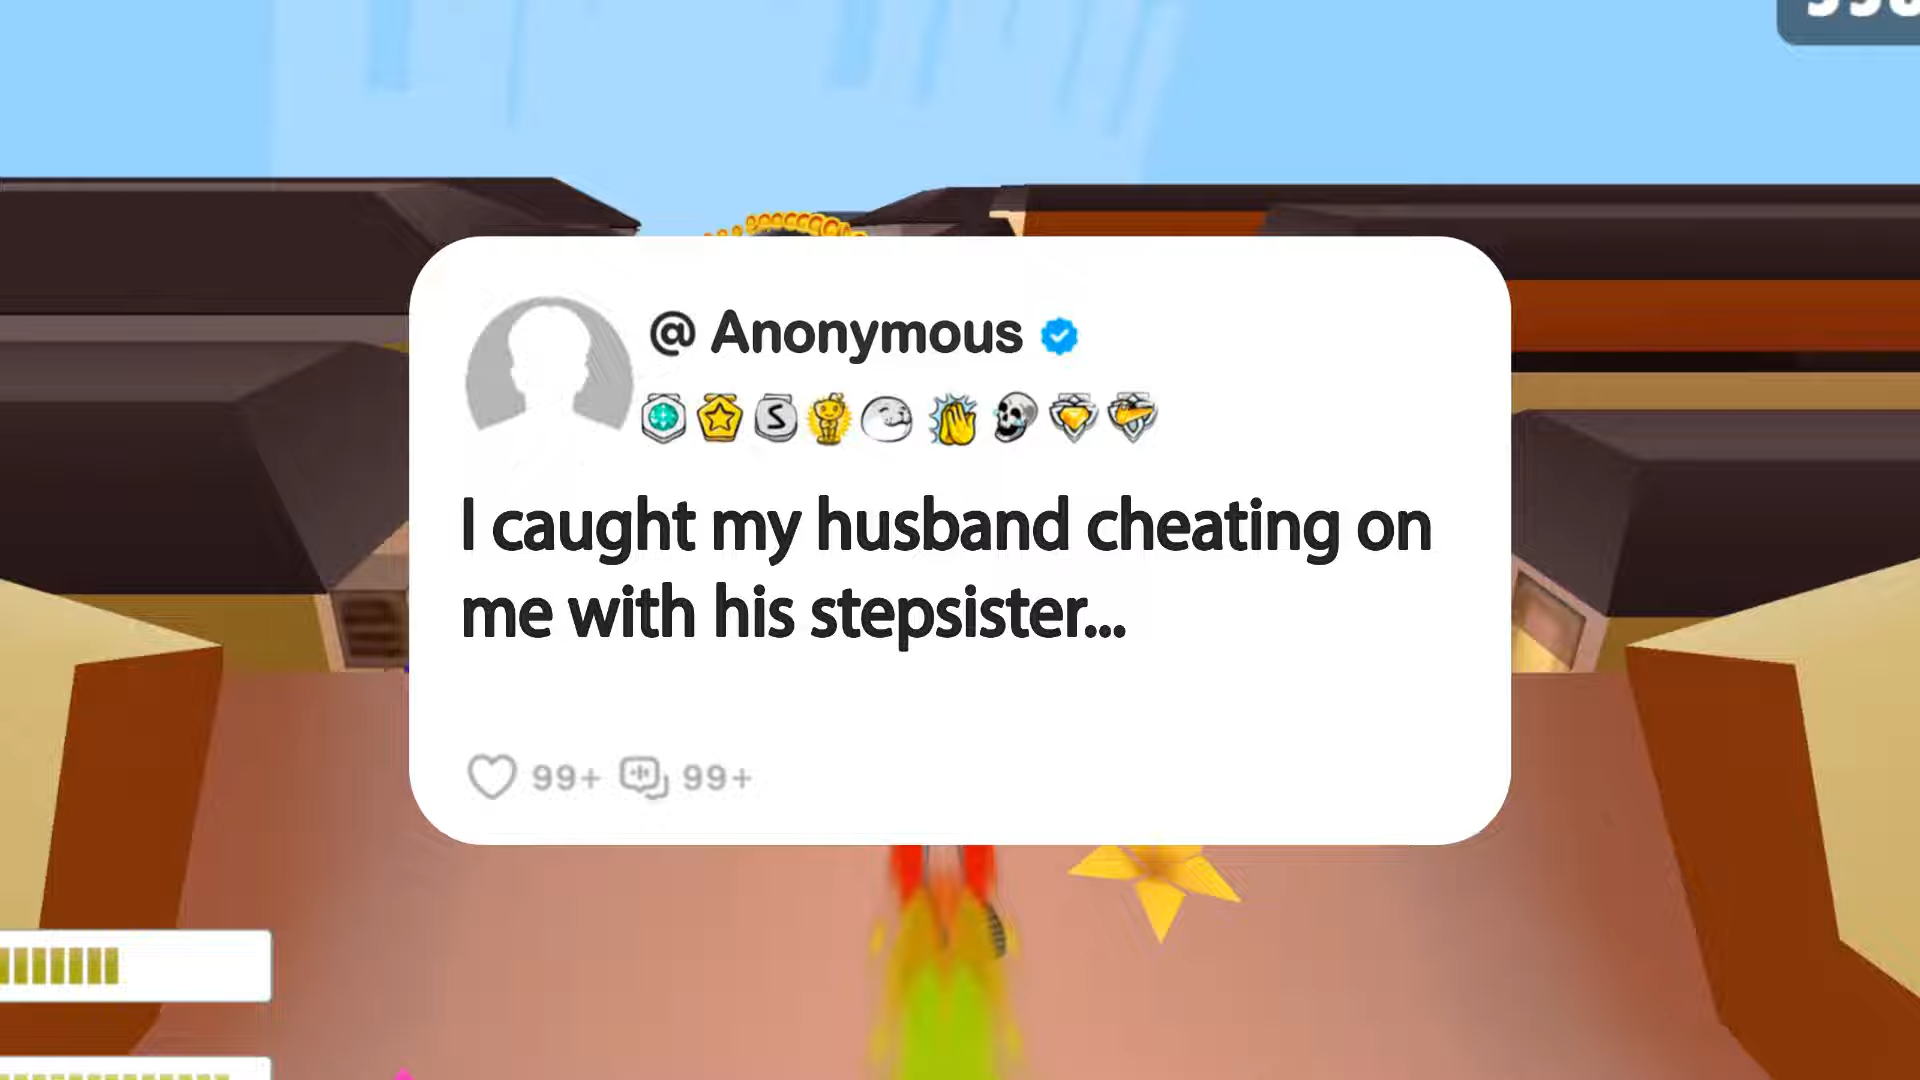 @ Anonymous
I caught my husband cheating on
me with his stepsister...
99+ 99+